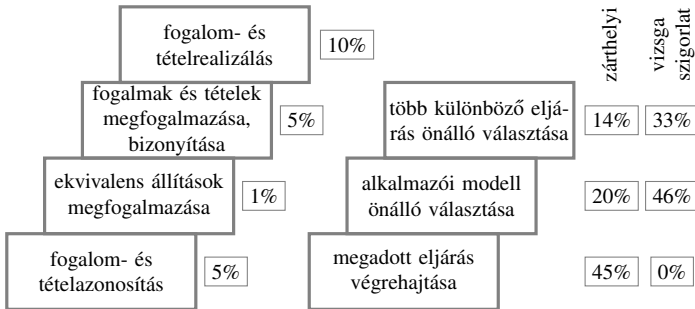 fogalom- és
tételrealizálás
10%
zárthelyi
vizsga
szigorlat
fogalmak és tételek
megfogalmazása,
bizonyítása
5%
több különböző eljá-
rás önálló választása
14%
33%
ekvivalens állítások
megfogalmazása
1%
alkalmazói modell
önálló választása
20%
46%
fogalom- és
tételazonosítás
5%
megadott eljárás
végrehajtása
45%
0%